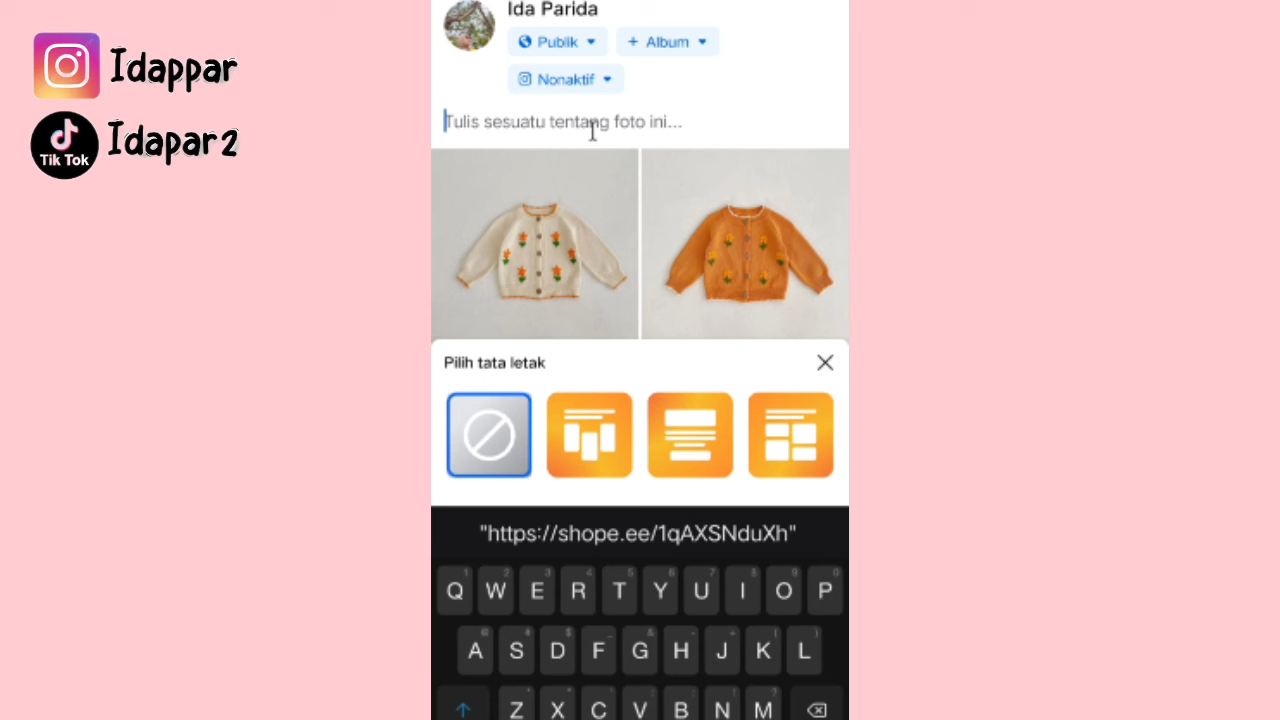 Idappar
Tik Tok
Idapar2
Ida Parida
Publik
+ Album
Nonaktif
Tulis sesuatu tentang foto ini...
Pilih tata letak
"https://shope.ee/1qAXSNduXh"
Q W E R T Y U I O P
A S D F G H J K L
Z X C V B N M